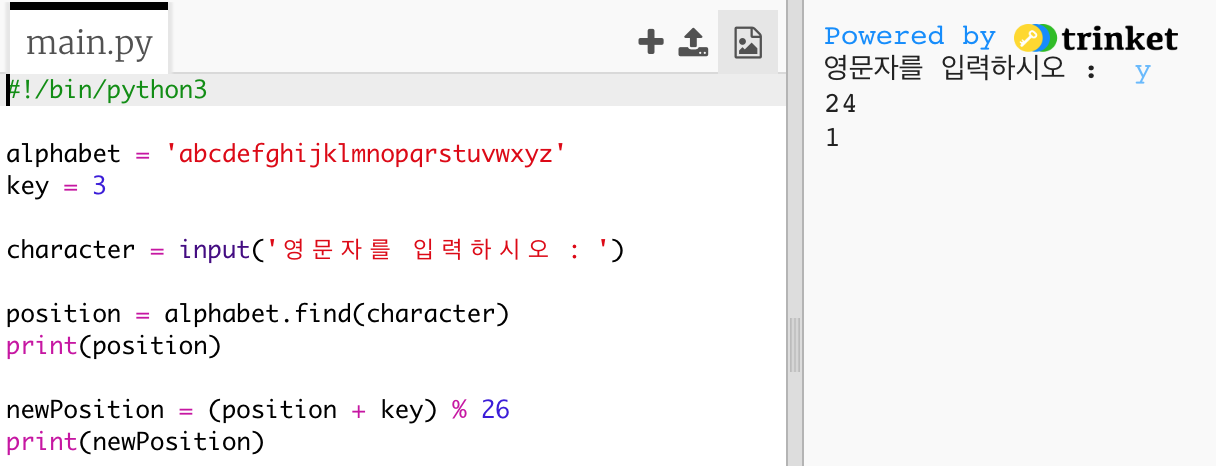 main.py
#!/bin/python3
alphabet = 'abcdefghijklmnopqrstuvwxyz'
key = 3
character = input('영문자를 입력하시오 : ')
position = alphabet.find(character)
print(position)
newPosition = (position + key) % 26
print(newPosition)
Powered by trinket
영문자를 입력하시오 : y
24
1